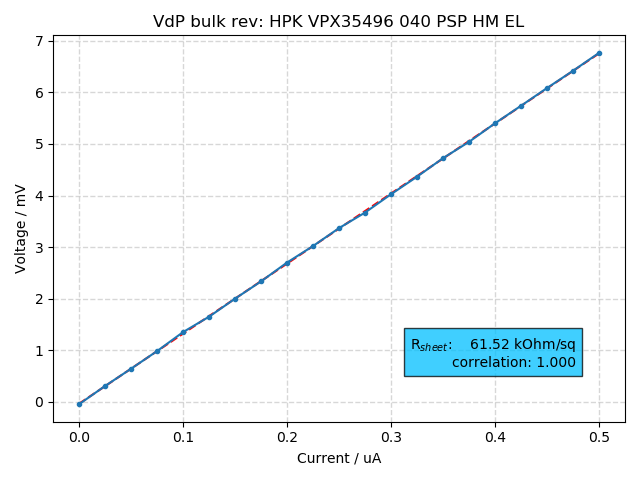 VdP bulk rev: HPK VPX35496 040 PSP HM EL
7
6
5
4
3
2
1
0
Voltage / mV
R_sheet: 61.52 kOhm/sq
correlation: 1.000
0.0 0.1 0.2 0.3 0.4 0.5
Current / uA